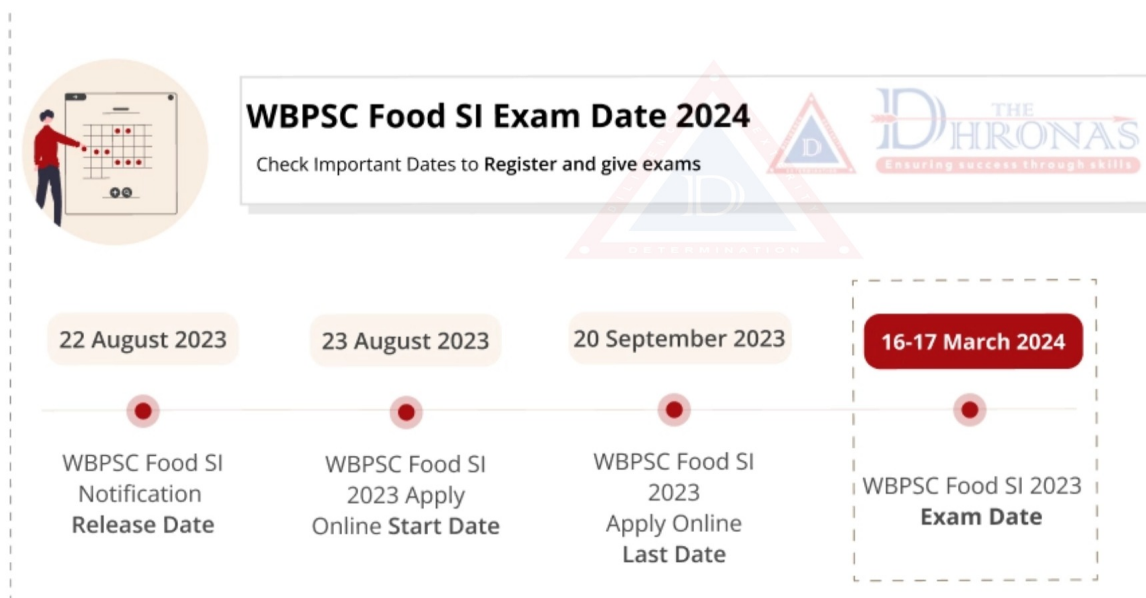 WBPSC Food SI Exam Date 2024
Check Important Dates to Register and give exams
D
DETERMINATION
D
THE
DHRONAS
Ensuring success through skills
22 August 2023
WBPSC Food SI
Notification
Release Date
23 August 2023
WBPSC Food SI
2023 Apply
Online Start Date
20 September 2023
WBPSC Food SI
2023
Apply Online
Last Date
16-17 March 2024
WBPSC Food SI 2023
Exam Date